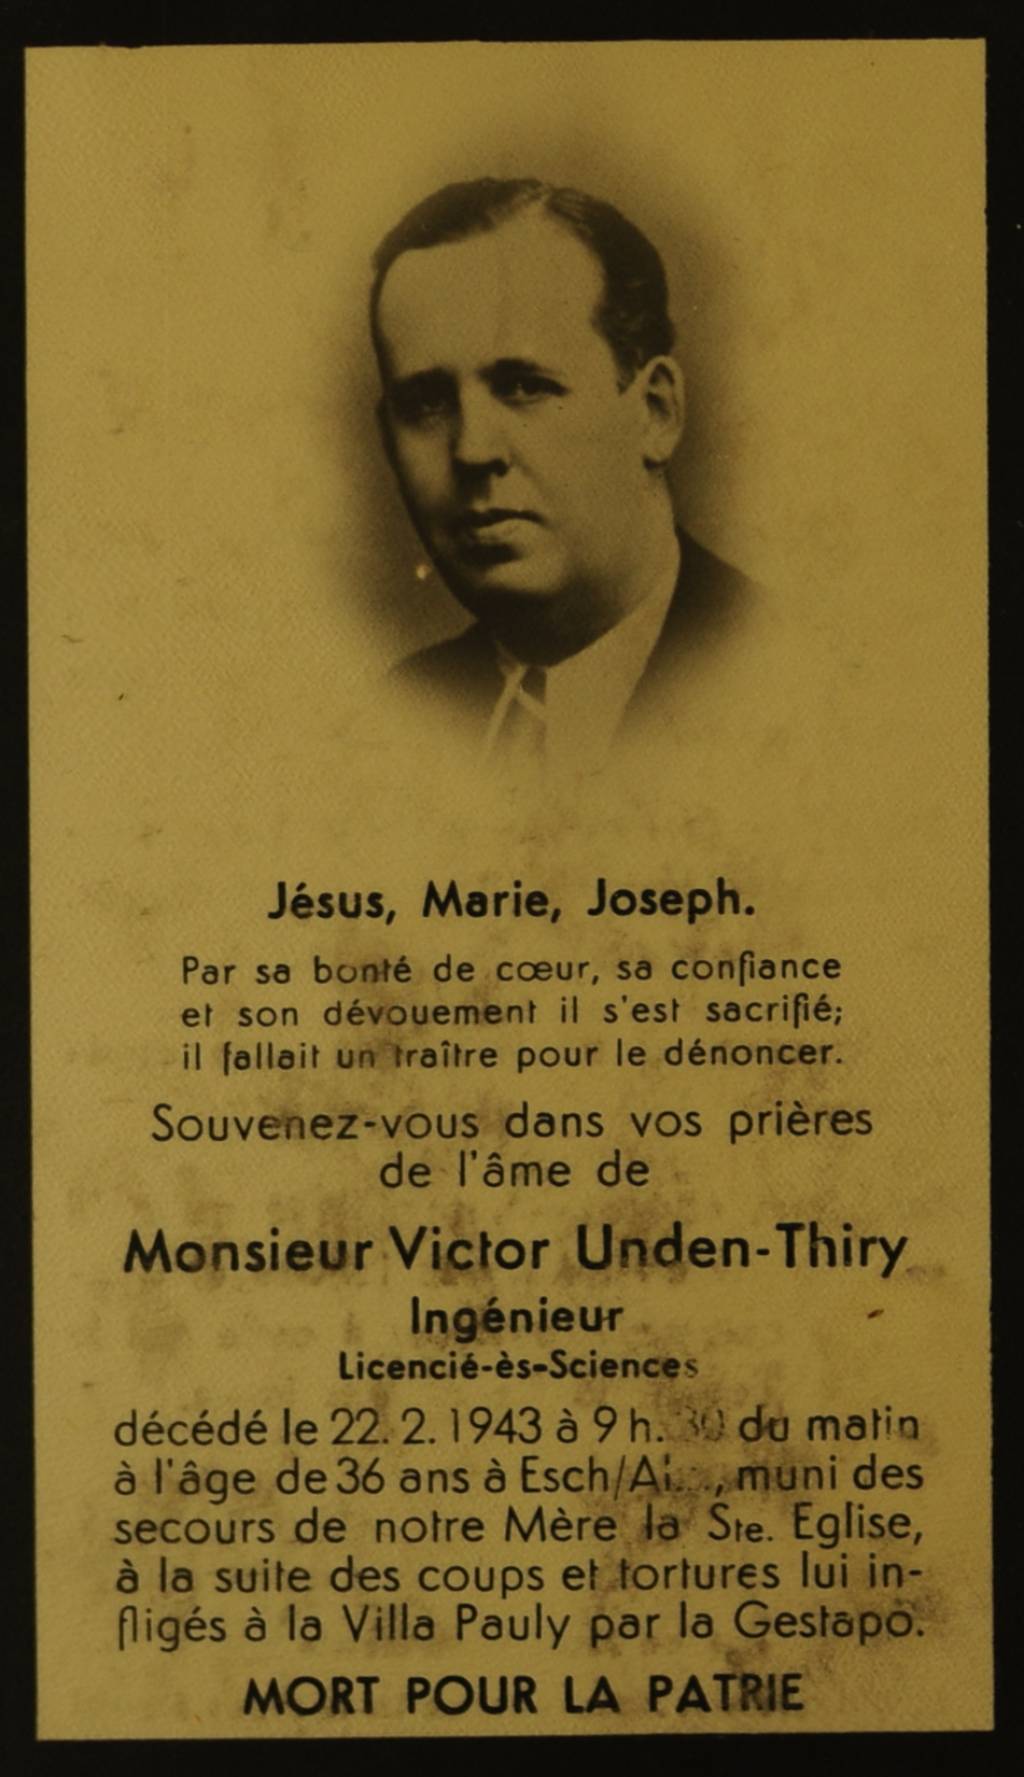 Jésus, Marie, Joseph.
Par sa bonté de cœur, sa confiance
et son dévouement il s'est sacrifié;
il fallait un traître pour le dénoncer.
Souvenez-vous dans vos prières
de l'âme de
Monsieur Victor Unden-Thiry
Ingénieur
Licencié-ès-Sciences
décédé le 22. 2. 1943 à 9 h. 30 du matin
à l'âge de 36 ans à muni des
secours de notre Mère la Ste. Eglise,
à la suite des coups et tortures lui in-
fligés à la Villa Pauly par la Gestapo.
MORT POUR LA PATRIE